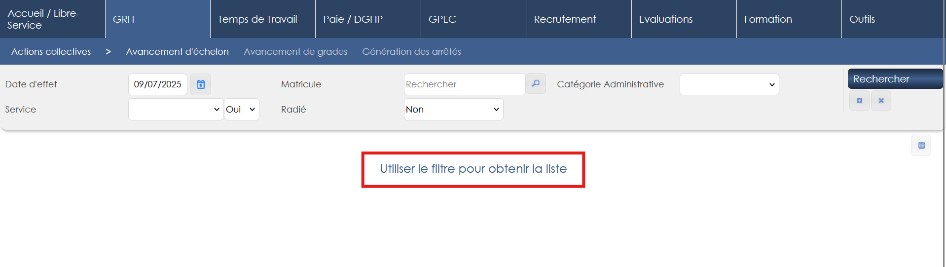 Accueil / Libre Service
GRH
Temps de Travail
Paie / DGFIP
GPEC
Recrutement
Evaluations
Formation
Outils
Actions collectives > Avancement d'échelon Avancement de grades Génération des arrêtés
Date d'effet 09/07/2025 Matricule Rechercher Catégorie Administrative Rechercher
Service Oui Radié Non
Utiliser le filtre pour obtenir la liste